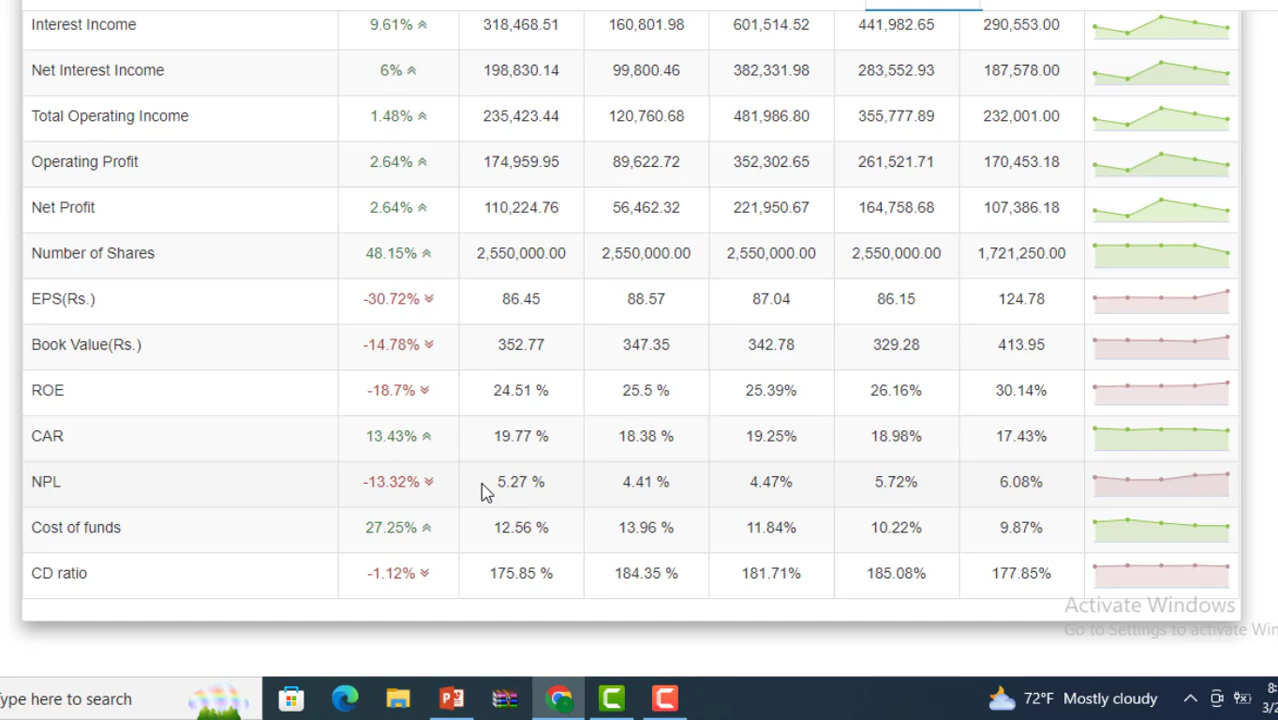 Interest Income 9.61% 318,468.51 160,801.98 601,514.52 441,982.65 290,553.00
Net Interest Income 6% 198,830.14 99,800.46 382,331.98 283,552.93 187,578.00
Total Operating Income 1.48% 235,423.44 120,760.68 481,986.80 355,777.89 232,001.00
Operating Profit 2.64% 174,959.95 89,622.72 352,302.65 261,521.71 170,453.18
Net Profit 2.64% 110,224.76 56,462.32 221,950.67 164,758.68 107,386.18
Number of Shares 48.15% 2,550,000.00 2,550,000.00 2,550,000.00 2,550,000.00 1,721,250.00
EPS(Rs.) -30.72% 86.45 88.57 87.04 86.15 124.78
Book Value(Rs.) -14.78% 352.77 347.35 342.78 329.28 413.95
ROE -18.7% 24.51 % 25.5 % 25.39% 26.16% 30.14%
CAR 13.43% 19.77 % 18.38 % 19.25% 18.98% 17.43%
NPL -13.32% 5.27 % 4.41 % 4.47% 5.72% 6.08%
Cost of funds 27.25% 12.56 % 13.96 % 11.84% 10.22% 9.87%
CD ratio -1.12% 175.85 % 184.35 % 181.71% 185.08% 177.85%
Activate Windows
Go to Settings to activate Win
ype here to search 72°F Mostly cloudy
8:
3/2